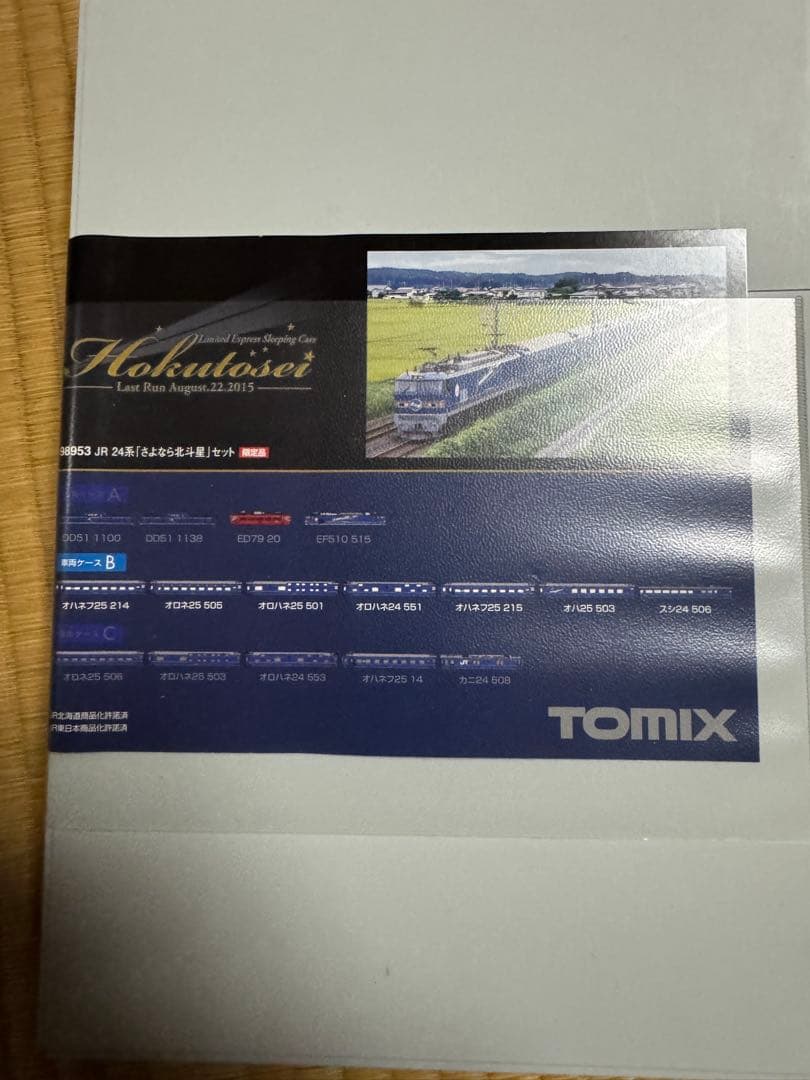 Limited Express Sleeping Cars
Hokutosei
Last Run August.22.2015
98953 JR 24系「さよなら北斗星」セット 限定品
A
DD51 1100 DD51 1138 ED79 20 EF510 515
車両ケース B
オハネフ25 214 オロネ25 505 オロハネ25 501 オロハネ24 551 オハネフ25 215 オハ25 503 スシ24 506
車両ケース C
オロネ25 506 オロハネ25 503 オロハネ24 553 オハネフ25 14 カニ24 508
JR
JR北海道商品化許諾済
JR東日本商品化許諾済
TOMIX